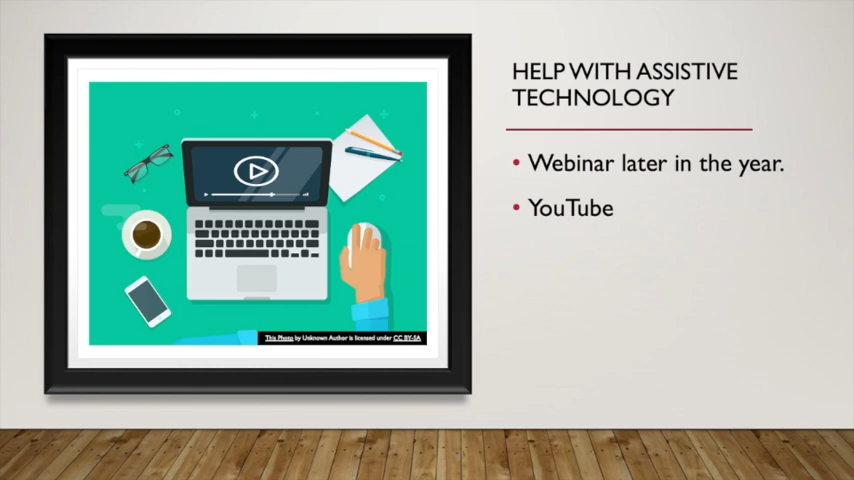 HELP WITH ASSISTIVE
TECHNOLOGY
• Webinar later in the year.
• YouTube
This Photo by Unknown Author is licensed under CC BY-SA